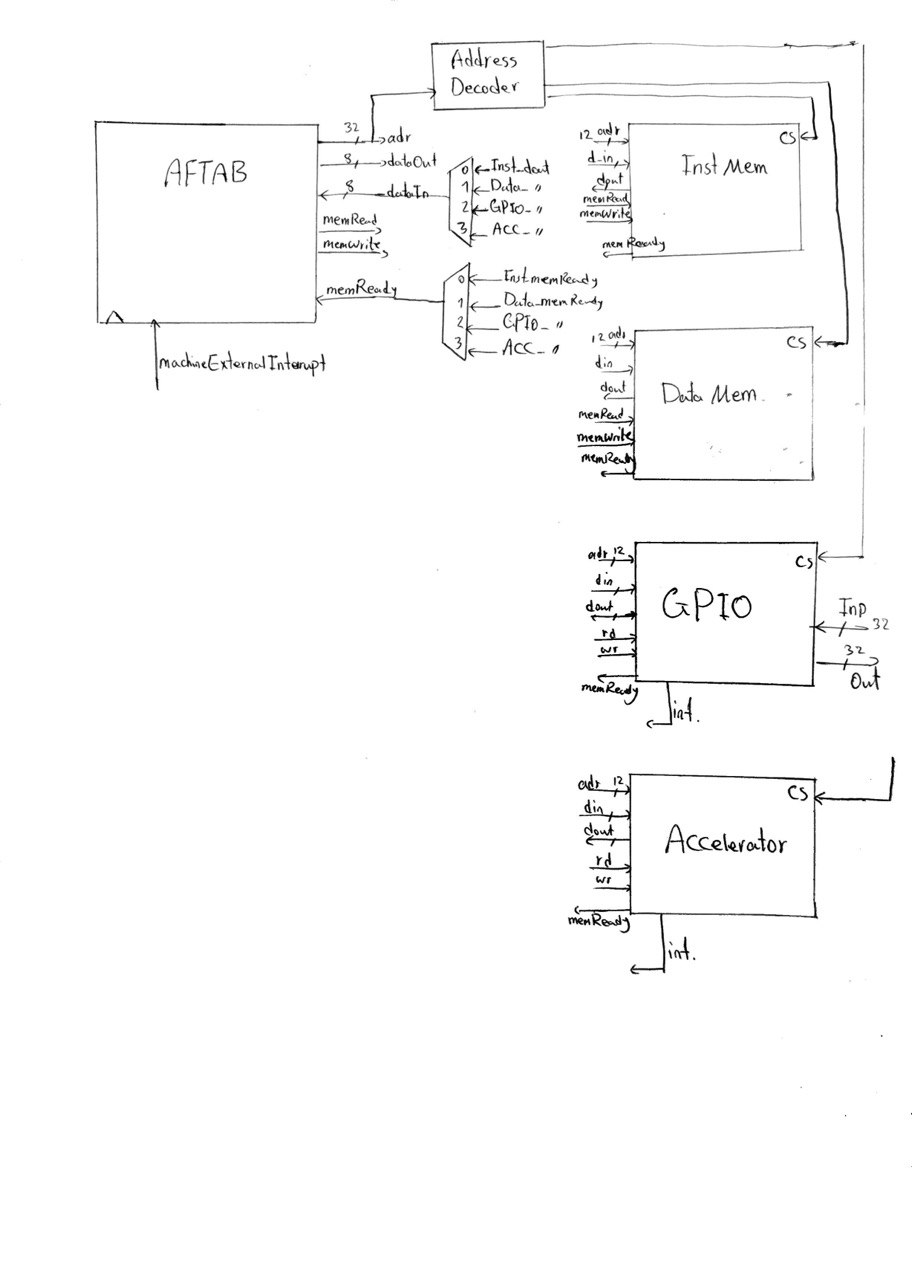 Address
Decoder
AFTAB
32
adr
8
dataOut
8
dataIn
memRead
memWrite
memReady
machineExternalInterrupt
0
Inst_dout
1
Data_ "
2
GPIO_ "
3
ACC_ "
0
Inst_memReady
1
Data_memReady
2
GPIO_ "
3
ACC_ "
12 adr
d_in
dout
memRead
memWrite
memReady
Inst Mem
CS
12 adr
din
dout
memRead
memWrite
memReady
Data Mem.
CS
adr 12
din
dout
rd
wr
memReady
GPIO
CS
Inp
32
32
Out
int.
adr 12
din
dout
rd
wr
memReady
Accelerator
CS
int.